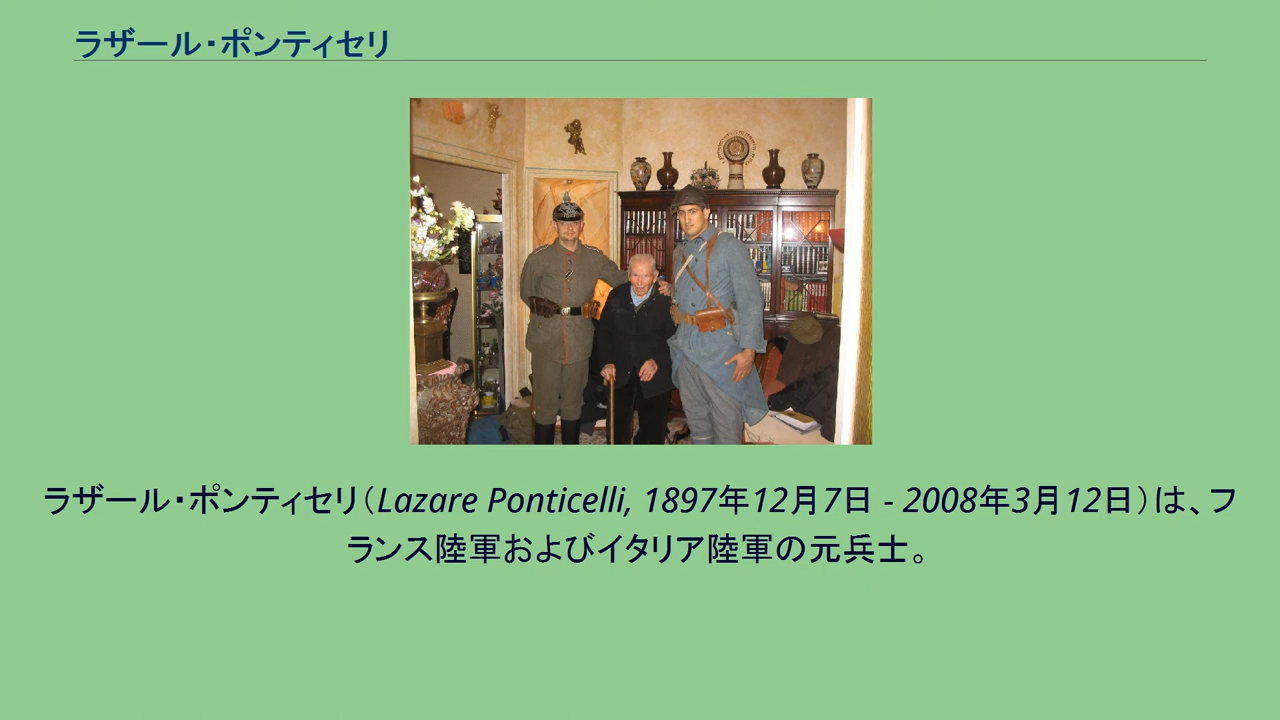 ラザール・ポンティセリ
ラザール・ポンティセリ（Lazare Ponticelli, 1897年12月7日 - 2008年3月12日）は、フ
ランス陸軍およびイタリア陸軍の元兵士。